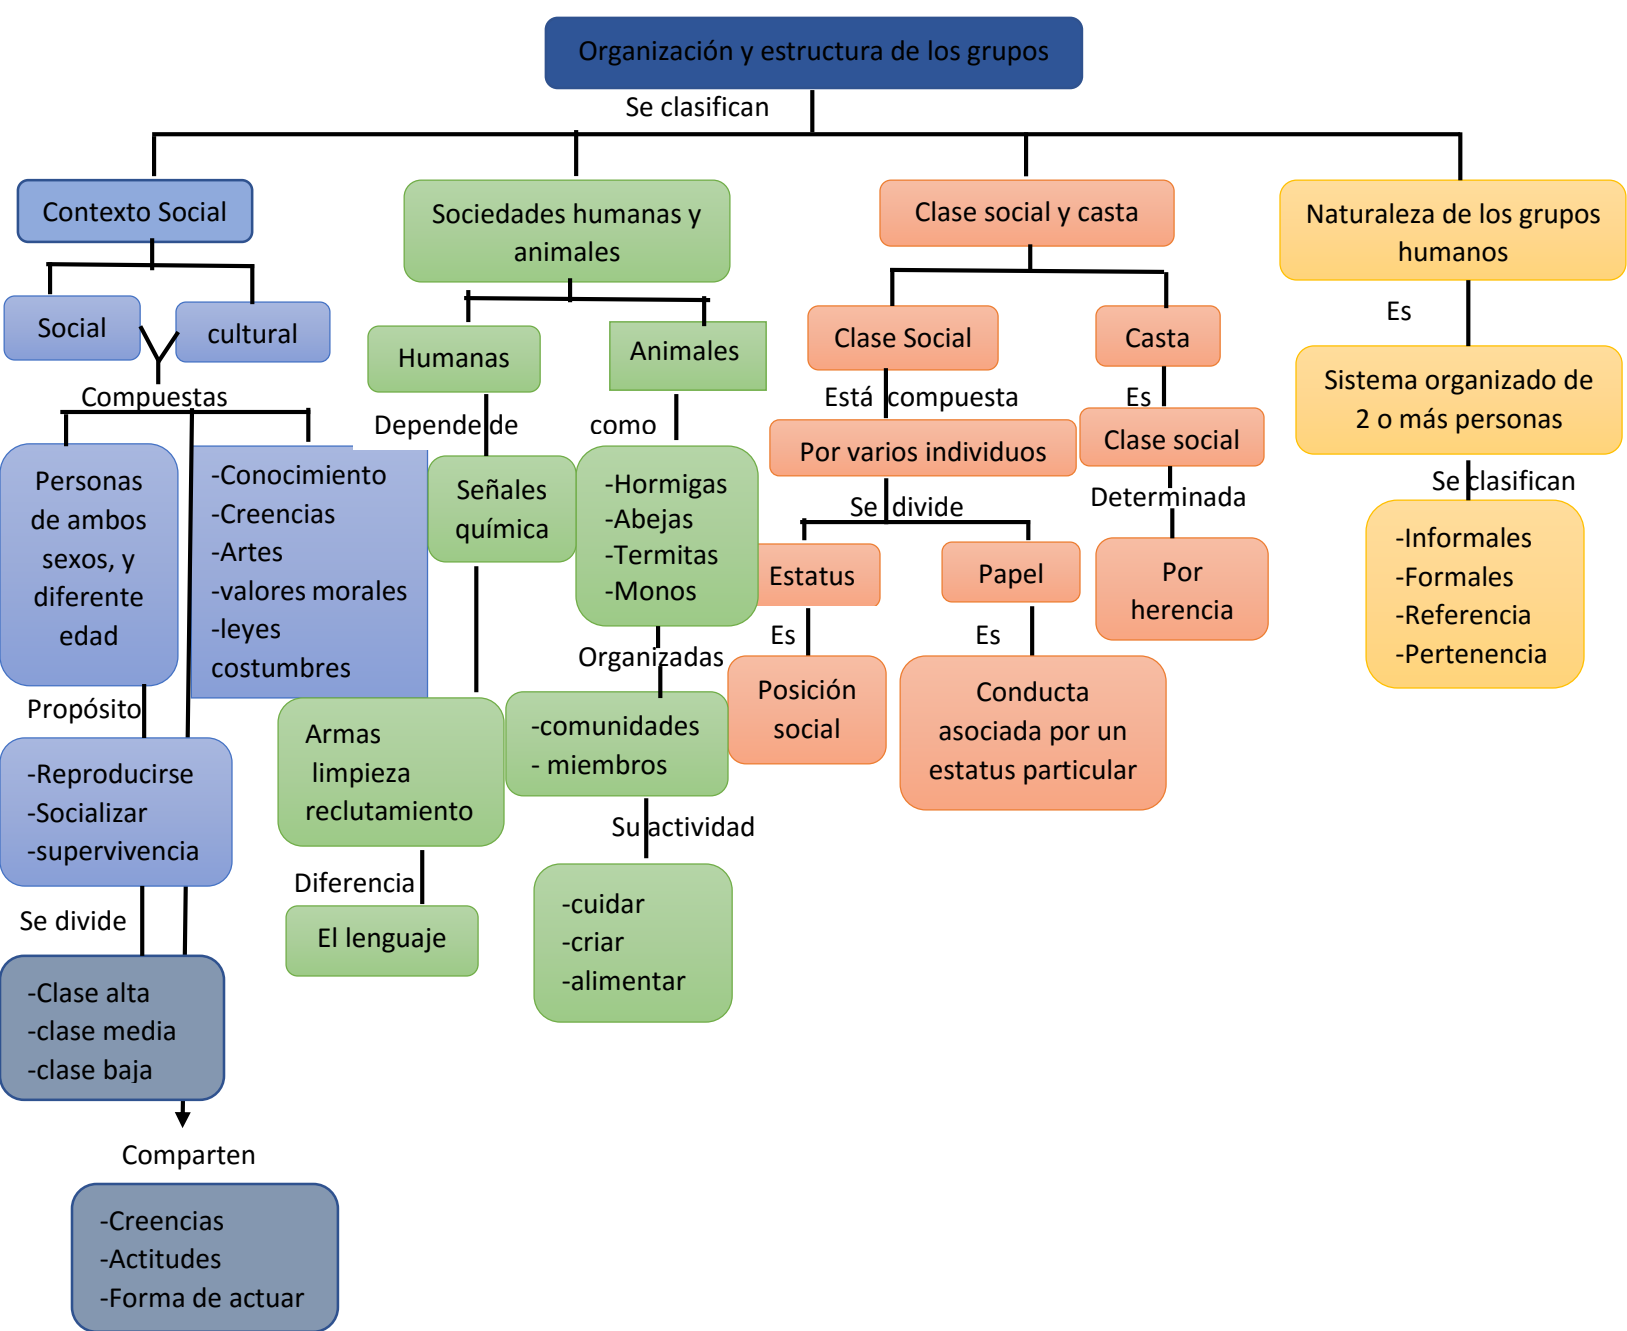 Organización y estructura de los grupos
Se clasifican
Contexto Social
Social
cultural
Compuestas
Personas
de ambos
sexos, y
diferente
edad
-Conocimiento
-Creencias
-Artes
-valores morales
-leyes
costumbres
Propósito
-Reproducirse
-Socializar
-supervivencia
Se divide
-Clase alta
-clase media
-clase baja
Comparten
-Creencias
-Actitudes
-Forma de actuar
Sociedades humanas y
animales
Humanas
Depende de
Señales
química
Armas
limpieza
reclutamiento
Diferencia
El lenguaje
Animales
como
-Hormigas
-Abejas
-Termitas
-Monos
Organizadas
-comunidades
- miembros
Su actividad
-cuidar
-criar
-alimentar
Clase social y casta
Clase Social
Está compuesta
Por varios individuos
Se divide
Estatus
Es
Posición
social
Papel
Es
Conducta
asociada por un
estatus particular
Casta
Es
Clase social
Determinada
Por
herencia
Naturaleza de los grupos
humanos
Es
Sistema organizado de
2 o más personas
Se clasifican
-Informales
-Formales
-Referencia
-Pertenencia